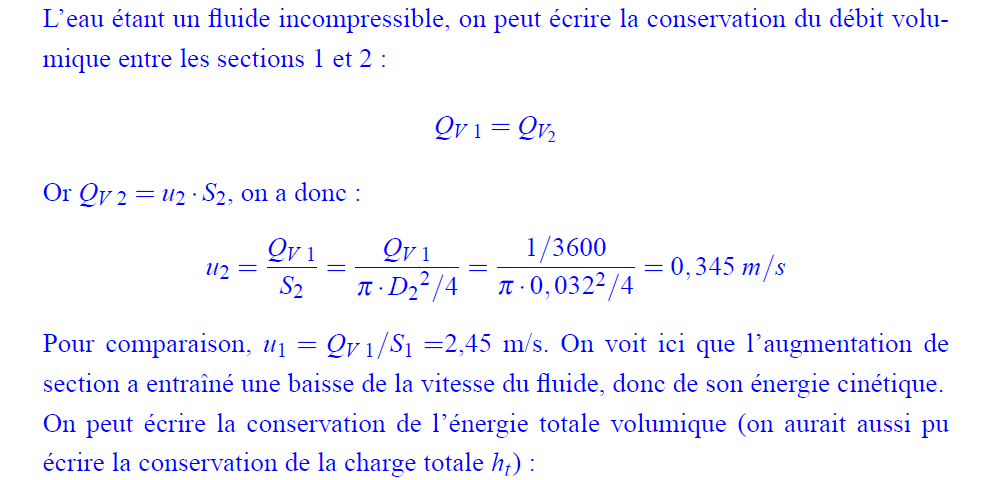 L'eau étant un fluide incompressible, on peut écrire la conservation du débit volu-
mique entre les sections 1 et 2 :
Q_{V 1} = Q_{V_2}
Or Q_{V 2} = u_2 · S_2, on a donc :
u_2 = \frac{Q_{V 1}}{S_2} = \frac{Q_{V 1}}{π · D_2^2/4} = \frac{1/3600}{π · 0,032^2/4} = 0,345 m/s
Pour comparaison, u_1 = Q_{V 1}/S_1 =2,45 m/s. On voit ici que l'augmentation de
section a entraîné une baisse de la vitesse du fluide, donc de son énergie cinétique.
On peut écrire la conservation de l'énergie totale volumique (on aurait aussi pu
écrire la conservation de la charge totale h_t) :